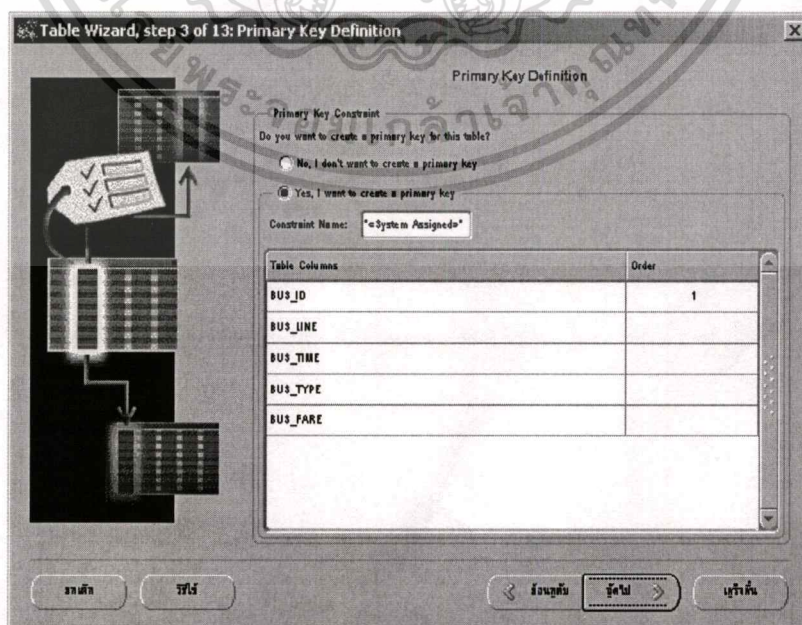 Table Wizard, step 3 of 13: Primary Key Definition
Primary Key Definition
Primary Key Constraint
Do you want to create a primary key for this table?
No, I don't want to create a primary key
Yes, I want to create a primary key
Constraint Name: "<System Assigned>"
Table Columns Order
BUS_ID 1
BUS_LINE
BUS_TIME
BUS_TYPE
BUS_FARE
ยกเลิก วิธีใช้ ย้อนกลับ ถัดไป เสร็จสิ้น